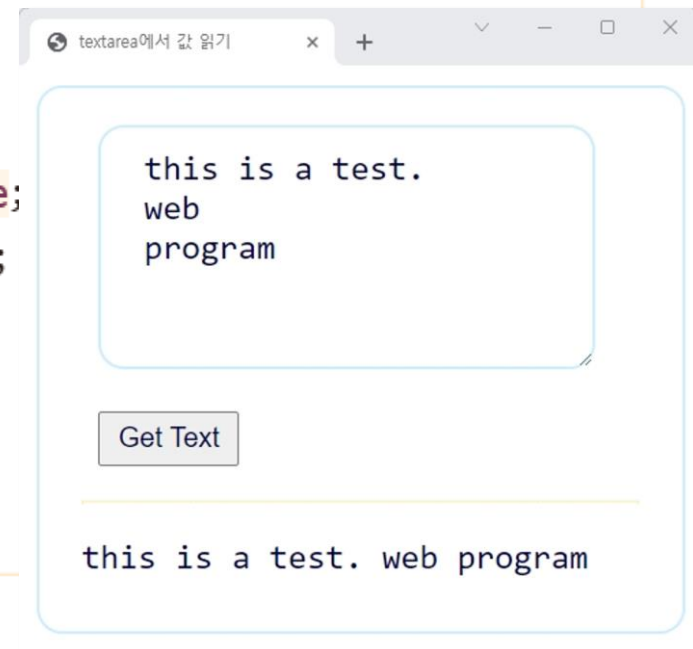 textarea에서 값 읽기
e;
;
this is a test.
web
program
Get Text
this is a test. web program